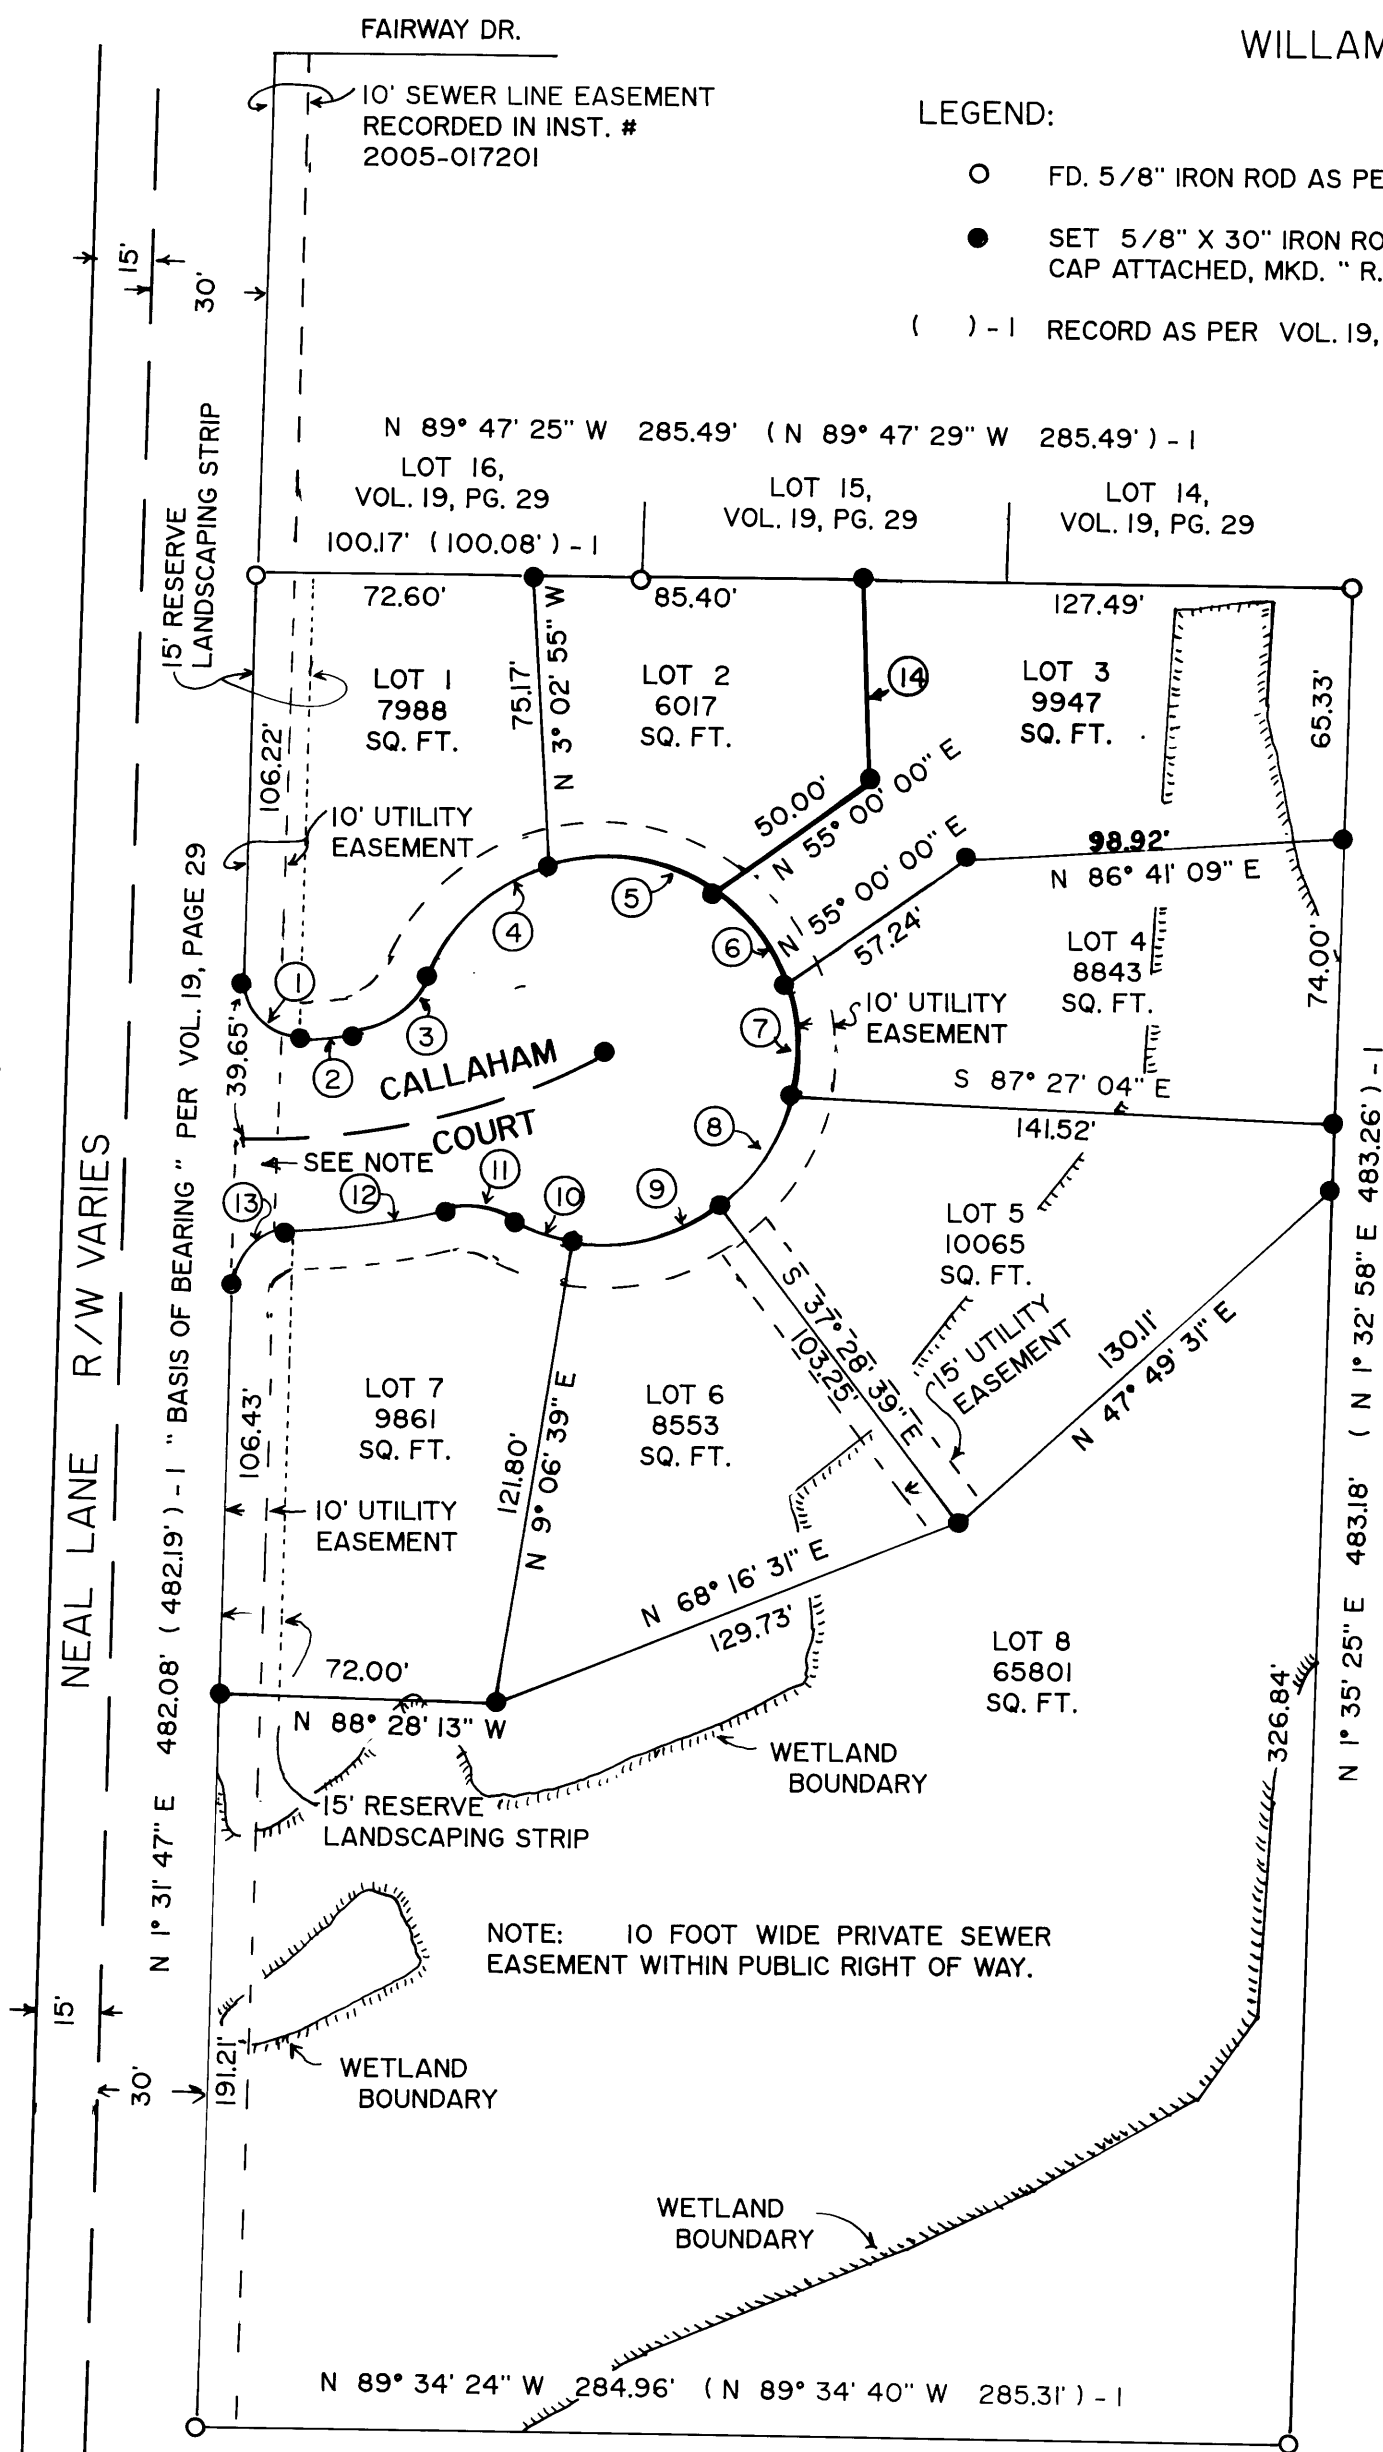 FAIRWAY DR.
WILLAM
10' SEWER LINE EASEMENT
RECORDED IN INST. #
2005-017201
LEGEND:
FD. 5/8" IRON ROD AS PE
SET 5/8" X 30" IRON RO
CAP ATTACHED, MKD. " R.
( ) - 1 RECORD AS PER VOL. 19,
15'
30'
15' RESERVE
LANDSCAPING STRIP
N 89° 47' 25" W 285.49' ( N 89° 47' 29" W 285.49' ) - 1
LOT 16,
VOL. 19, PG. 29
LOT 15,
VOL. 19, PG. 29
LOT 14,
VOL. 19, PG. 29
100.17' ( 100.08' ) - 1
72.60'
85.40'
127.49'
LOT 1
7988
SQ. FT.
75.17'
N 3° 02' 55" W
LOT 2
6017
SQ. FT.
14
LOT 3
9947
SQ. FT.
65.33'
106.22'
10' UTILITY
EASEMENT
50.00'
N 55° 00' 00" E
N 55° 00' 00" E
57.24'
98.92'
N 86° 41' 09" E
LOT 4
8843
SQ. FT.
74.00'
1
2
3
4
5
6
7
10' UTILITY
EASEMENT
39.65'
CALLAHAM
COURT
SEE NOTE
S 87° 27' 04" E
141.52'
8
9
10
11
12
13
LOT 5
10065
SQ. FT.
S 37° 28' 39" E
103.25'
15' UTILITY
EASEMENT
130.11'
N 47° 49' 31" E
LOT 7
9861
SQ. FT.
106.43'
121.80'
N 9° 06' 39" E
LOT 6
8553
SQ. FT.
10' UTILITY
EASEMENT
N 68° 16' 31" E
129.73'
72.00'
N 88° 28' 13" W
LOT 8
65801
SQ. FT.
326.84'
WETLAND
BOUNDARY
15' RESERVE
LANDSCAPING STRIP
NEAL LANE R/W VARIES
N 1° 31' 47" E 482.08' ( 482.19' ) - 1 " BASIS OF BEARING " PER VOL. 19, PAGE 29
N 1° 35' 25" E 483.18' ( N 1° 32' 58" E 483.26' ) - 1
NOTE: 10 FOOT WIDE PRIVATE SEWER
EASEMENT WITHIN PUBLIC RIGHT OF WAY.
15'
30'
191.21'
WETLAND
BOUNDARY
WETLAND
BOUNDARY
N 89° 34' 24" W 284.96' ( N 89° 34' 40" W 285.31' ) - 1